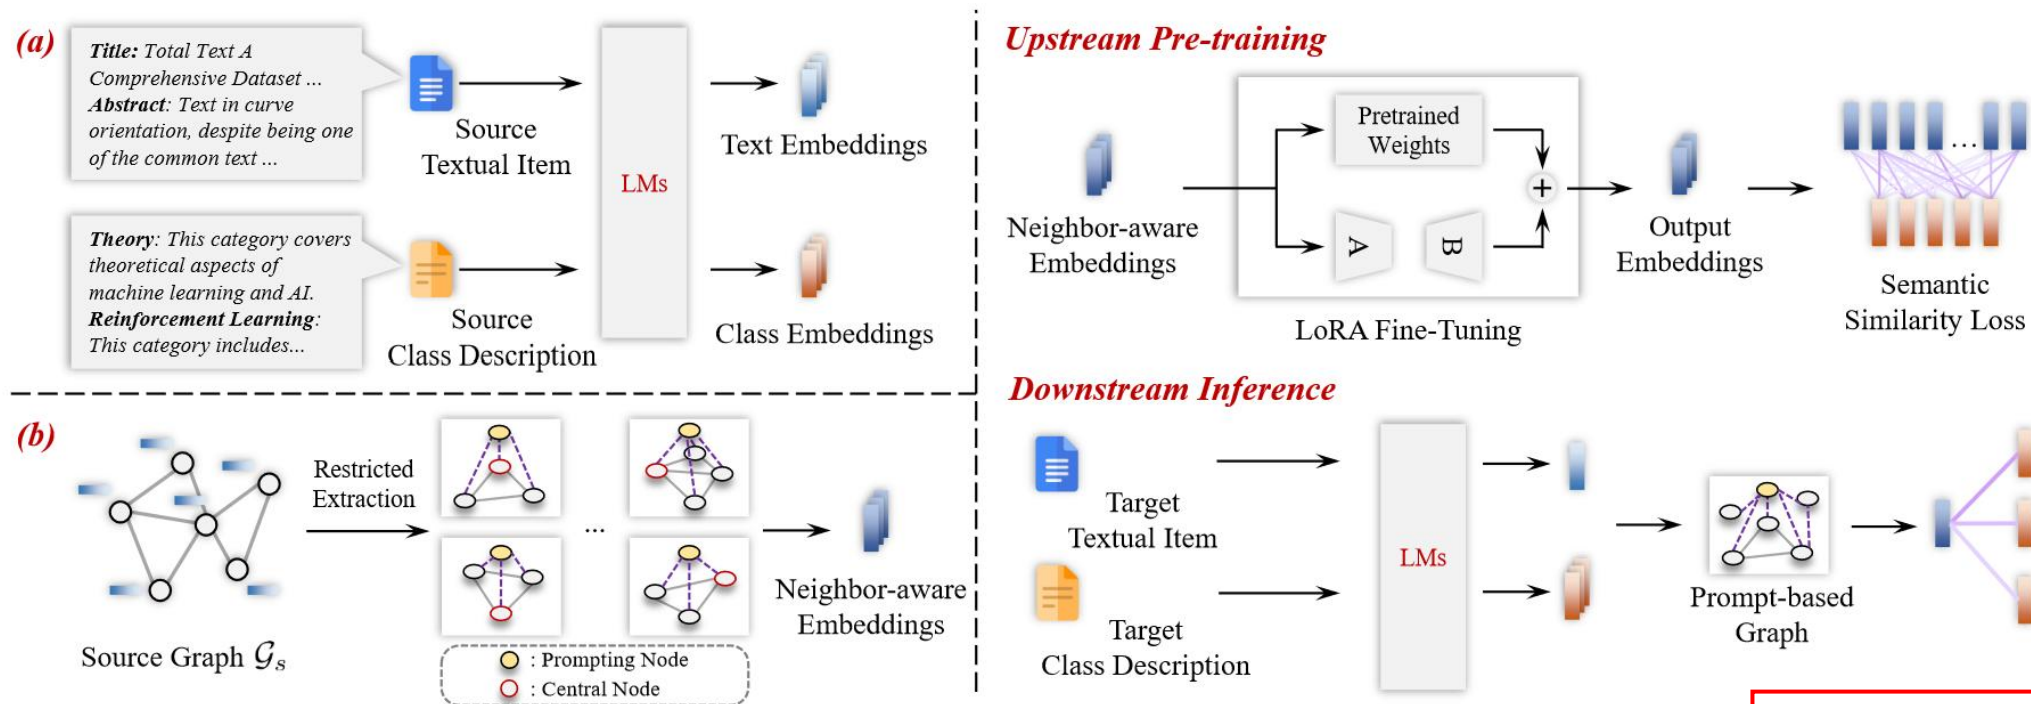 (a)
Title: Total Text A
Comprehensive Dataset ...
Abstract: Text in curve
orientation, despite being one
of the common text ...
Source
Textual Item
Theory: This category covers
theoretical aspects of
machine learning and AI.
Reinforcement Learning:
This category includes...
Source
Class Description
LMs
Text Embeddings
Class Embeddings
(b)
Source Graph 𝒢s
Restricted
Extraction
...
: Prompting Node
: Central Node
Neighbor-aware
Embeddings
Upstream Pre-training
Neighbor-aware
Embeddings
Pretrained
Weights
A
B
+
LoRA Fine-Tuning
Output
Embeddings
...
Semantic
Similarity Loss
Downstream Inference
Target
Textual Item
Target
Class Description
LMs
Prompt-based
Graph